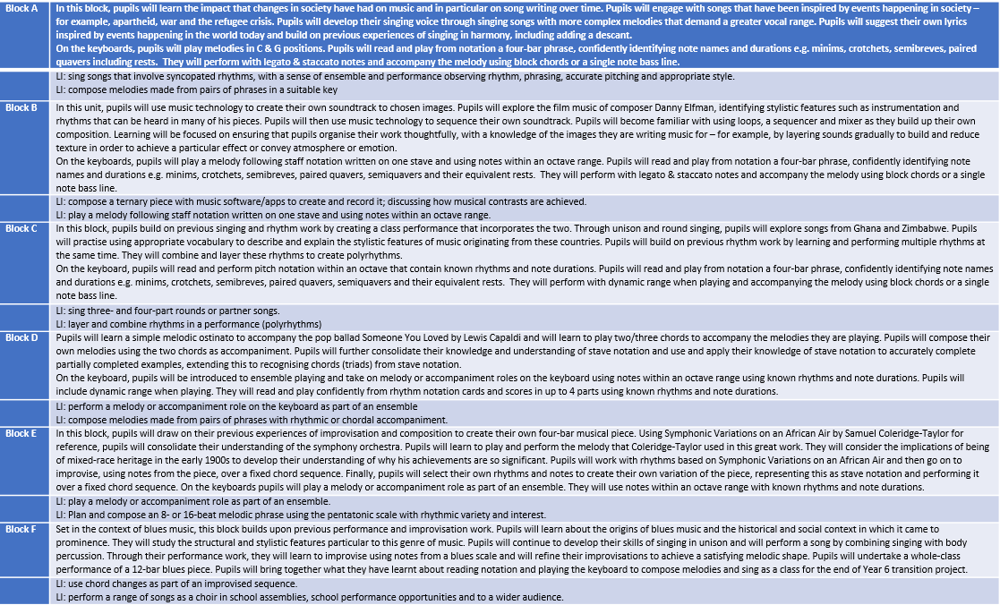 Block A
In this block, pupils will learn the impact that changes in society have had on music and in particular on song writing over time. Pupils will engage with songs that have been inspired by events happening in society –
for example, apartheid, war and the refugee crisis. Pupils will develop their singing voice through singing songs with more complex melodies that demand a greater vocal range. Pupils will suggest their own lyrics
inspired by events happening in the world today and build on previous experiences of singing in harmony, including adding a descant.
On the keyboards, pupils will play melodies in C & G positions. Pupils will read and play from notation a four-bar phrase, confidently identifying note names and durations e.g. minims, crotchets, semibreves, paired
quavers including rests.  They will perform with legato & staccato notes and accompany the melody using block chords or a single note bass line.
LI: sing songs that involve syncopated rhythms, with a sense of ensemble and performance observing rhythm, phrasing, accurate pitching and appropriate style.
LI: compose melodies made from pairs of phrases in a suitable key
Block B
In this unit, pupils will use music technology to create their own soundtrack to chosen images. Pupils will explore the film music of composer Danny Elfman, identifying stylistic features such as instrumentation and
rhythms that can be heard in many of his pieces. Pupils will then use music technology to sequence their own soundtrack. Pupils will become familiar with using loops, a sequencer and mixer as they build up their own
composition. Learning will be focused on ensuring that pupils organise their work thoughtfully, with a knowledge of the images they are writing music for – for example, by layering sounds gradually to build and reduce
texture in order to achieve a particular effect or convey atmosphere or emotion.
On the keyboards, pupils will play a melody following staff notation written on one stave and using notes within an octave range. Pupils will read and play from notation a four-bar phrase, confidently identifying note
names and durations e.g. minims, crotchets, semibreves, paired quavers, semiquavers and their equivalent rests.  They will perform with legato & staccato notes and accompany the melody using block chords or a single
note bass line.
LI: compose a ternary piece with music software/apps to create and record it; discussing how musical contrasts are achieved.
LI: play a melody following staff notation written on one stave and using notes within an octave range.
Block C
In this block, pupils build on previous singing and rhythm work by creating a class performance that incorporates the two. Through unison and round singing, pupils will explore songs from Ghana and Zimbabwe. Pupils
will practise using appropriate vocabulary to describe and explain the stylistic features of music originating from these countries. Pupils will build on previous rhythm work by learning and performing multiple rhythms at
the same time. They will combine and layer these rhythms to create polyrhythms.
On the keyboard, pupils will read and perform pitch notation within an octave that contain known rhythms and note durations. Pupils will read and play from notation a four-bar phrase, confidently identifying note names
and durations e.g. minims, crotchets, semibreves, paired quavers, semiquavers and their equivalent rests.  They will perform with dynamic range when playing and accompanying the melody using block chords or a single
note bass line.
LI: sing three- and four-part rounds or partner songs.
LI: layer and combine rhythms in a performance (polyrhythms)
Block D
Pupils will learn a simple melodic ostinato to accompany the pop ballad Someone You Loved by Lewis Capaldi and will learn to play two/three chords to accompany the melodies they are playing. Pupils will compose their
own melodies using the two chords as accompaniment. Pupils will further consolidate their knowledge and understanding of stave notation and use and apply their knowledge of stave notation to accurately complete
partially completed examples, extending this to recognising chords (triads) from stave notation.
On the keyboard, pupils will be introduced to ensemble playing and take on melody or accompaniment roles on the keyboard using notes within an octave range using known rhythms and note durations. Pupils will
include dynamic range when playing. They will read and play confidently from rhythm notation cards and scores in up to 4 parts using known rhythms and note durations.
LI: perform a melody or accompaniment role on the keyboard as part of an ensemble
LI: compose melodies made from pairs of phrases with rhythmic or chordal accompaniment.
Block E
In this block, pupils will draw on their previous experiences of improvisation and composition to create their own four-bar musical piece. Using Symphonic Variations on an African Air by Samuel Coleridge-Taylor for
reference, pupils will consolidate their understanding of the symphony orchestra. Pupils will learn to play and perform the melody that Coleridge-Taylor used in this great work. They will consider the implications of being
of mixed-race heritage in the early 1900s to develop their understanding of why his achievements are so significant. Pupils will work with rhythms based on Symphonic Variations on an African Air and then go on to
improvise, using notes from the piece, over a fixed chord sequence. Finally, pupils will select their own rhythms and notes to create their own variation of the piece, representing this as stave notation and performing it
over a fixed chord sequence. On the keyboards pupils will play a melody or accompaniment role as part of an ensemble. They will use notes within an octave range with known rhythms and note durations.
LI: play a melody or accompaniment role as part of an ensemble.
LI: Plan and compose an 8- or 16-beat melodic phrase using the pentatonic scale with rhythmic variety and interest.
Block F
Set in the context of blues music, this block builds upon previous performance and improvisation work. Pupils will learn about the origins of blues music and the historical and social context in which it came to
prominence. They will study the structural and stylistic features particular to this genre of music. Pupils will continue to develop their skills of singing in unison and will perform a song by combining singing with body
percussion. Through their performance work, they will learn to improvise using notes from a blues scale and will refine their improvisations to achieve a satisfying melodic shape. Pupils will undertake a whole-class
performance of a 12-bar blues piece. Pupils will bring together what they have learnt about reading notation and playing the keyboard to compose melodies and sing as a class for the end of Year 6 transition project.
LI: use chord changes as part of an improvised sequence.
LI: perform a range of songs as a choir in school assemblies, school performance opportunities and to a wider audience.